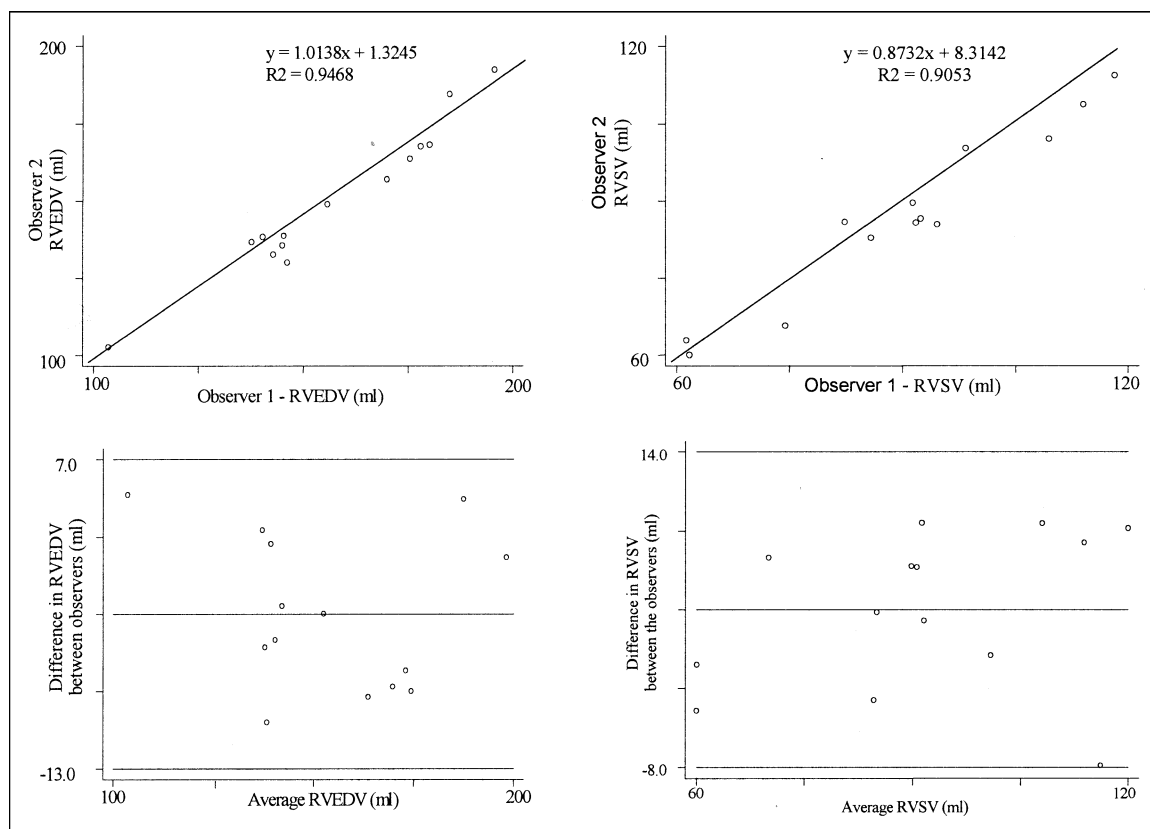 200
y = 1.0138x + 1.3245
R2 = 0.9468
Observer 2
RVEDV (ml)
100
100
200
Observer 1 - RVEDV (ml)
120
y = 0.8732x + 8.3142
R2 = 0.9053
Observer 2
RVSV (ml)
60
60
120
Observer 1 - RVSV (ml)
7.0
Difference in RVEDV
between observers (ml)
-13.0
100
200
Average RVEDV (ml)
14.0
Difference in RVSV
between the observers (ml)
-8.0
60
120
Average RVSV (ml)